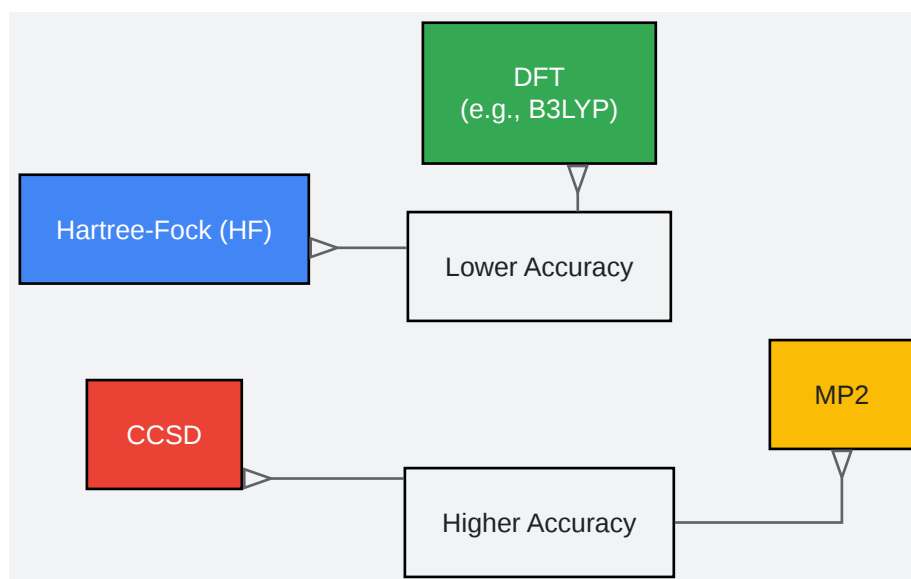 DFT
(e.g., B3LYP)
Hartree-Fock (HF)
Lower Accuracy
MP2
CCSD
Higher Accuracy